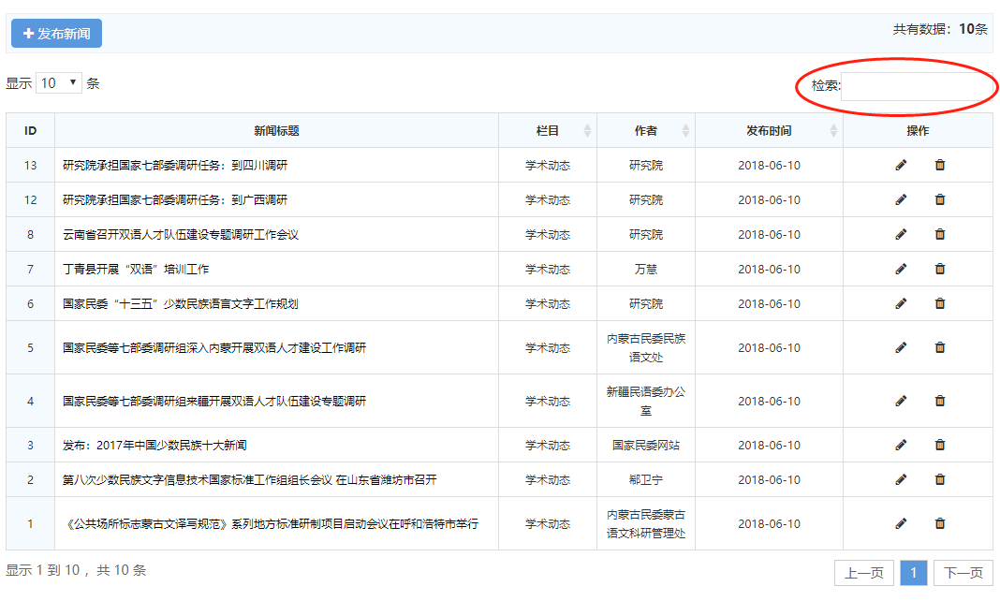 发布新闻
共有数据：10条
显示 10 条
检索:
ID 新闻标题 栏目 作者 发布时间 操作
13 研究院承担国家七部委调研任务：到四川调研 学术动态 研究院 2018-06-10
12 研究院承担国家七部委调研任务：到广西调研 学术动态 研究院 2018-06-10
8 云南省召开双语人才队伍建设专题调研工作会议 学术动态 研究院 2018-06-10
7 丁青县开展“双语”培训工作 学术动态 万慧 2018-06-10
6 国家民委“十三五”少数民族语言文字工作规划 学术动态 研究院 2018-06-10
5 国家民委等七部委调研组深入内蒙开展双语人才建设工作调研 学术动态 内蒙古民委民族
语文处 2018-06-10
4 国家民委等七部委调研组来疆开展双语人才队伍建设专题调研 学术动态 新疆民语委办公
室 2018-06-10
3 发布：2017年中国少数民族十大新闻 学术动态 国家民委网站 2018-06-10
2 第八次少数民族文字信息技术国家标准工作组组长会议 在山东省潍坊市召开 学术动态 郗卫宁 2018-06-10
1 《公共场所标志蒙古文译写规范》系列地方标准研制项目启动会议在呼和浩特市举行 学术动态 内蒙古民委蒙古
语文科研管理处 2018-06-10
显示 1 到 10 ，共 10 条
上一页 1 下一页